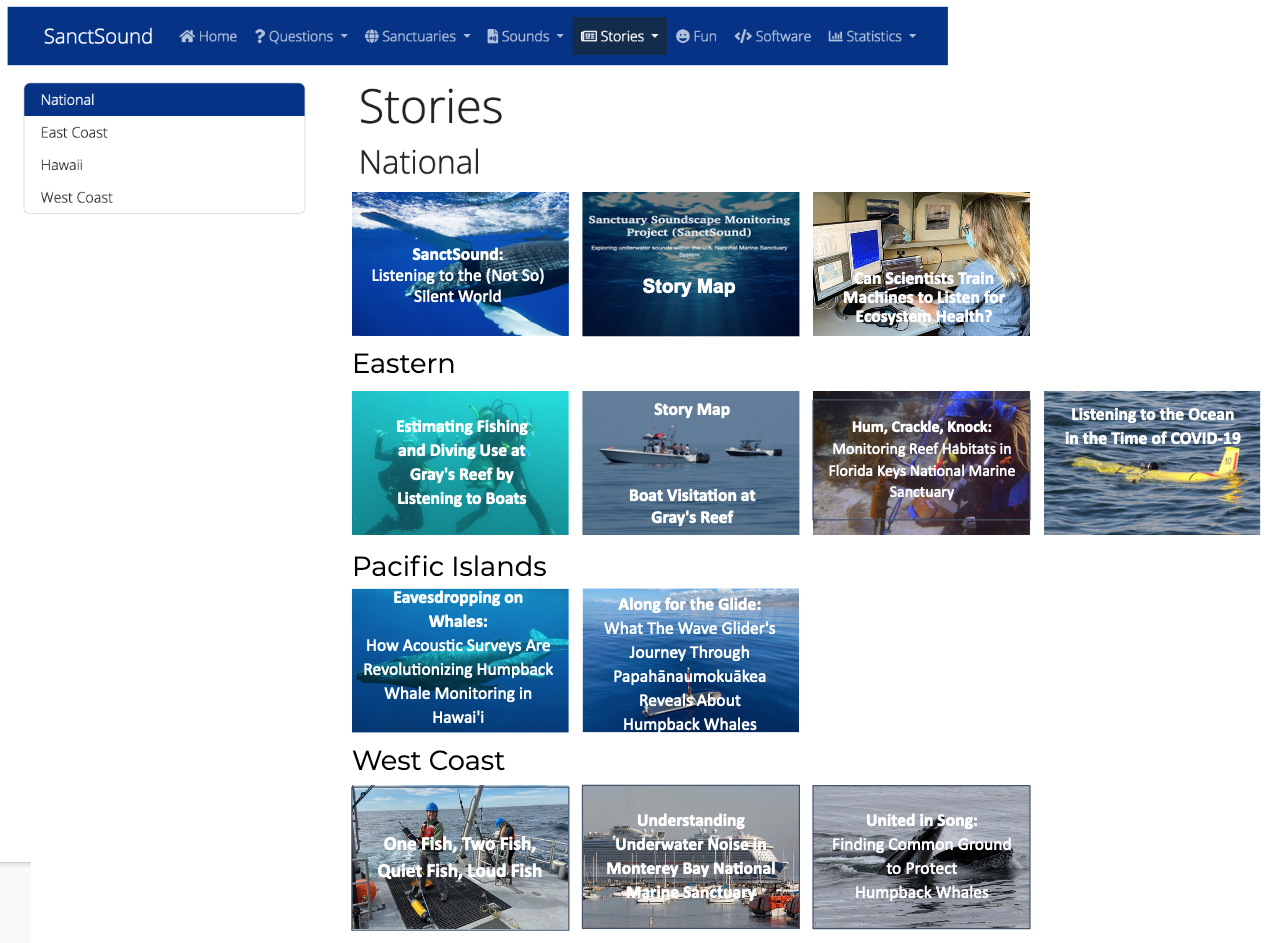 SanctSound Home Questions Sanctuaries Sounds Stories Fun Software Statistics
National
East Coast
Hawaii
West Coast
Stories
National
SanctSound:
Listening to the (Not So)
Silent World
Sanctuary Soundscape Monitoring
Project (SanctSound)
Exploring underwater sounds within the U.S. National Marine Sanctuary
System
Story Map
Can Scientists Train
Machines to Listen for
Ecosystem Health?
Eastern
Estimating Fishing
and Diving Use at
Gray's Reef by
Listening to Boats
Story Map
Boat Visitation at
Gray's Reef
Hum, Crackle, Knock:
Monitoring Reef Habitats in
Florida Keys National Marine
Sanctuary
Listening to the Ocean
in the Time of COVID-19
10
Pacific Islands
Eavesdropping on
Whales:
How Acoustic Surveys Are
Revolutionizing Humpback
Whale Monitoring in
Hawai'i
Along for the Glide:
What The Wave Glider's
Journey Through
Papahānaumokuākea
Reveals About
Humpback Whales
West Coast
One Fish, Two Fish,
Quiet Fish, Loud Fish
Understanding
'Underwater Noise in
Monterey Bay National
Marine Sanctuary
United in Song:
Finding Common Ground
to Protect
Humpback Whales